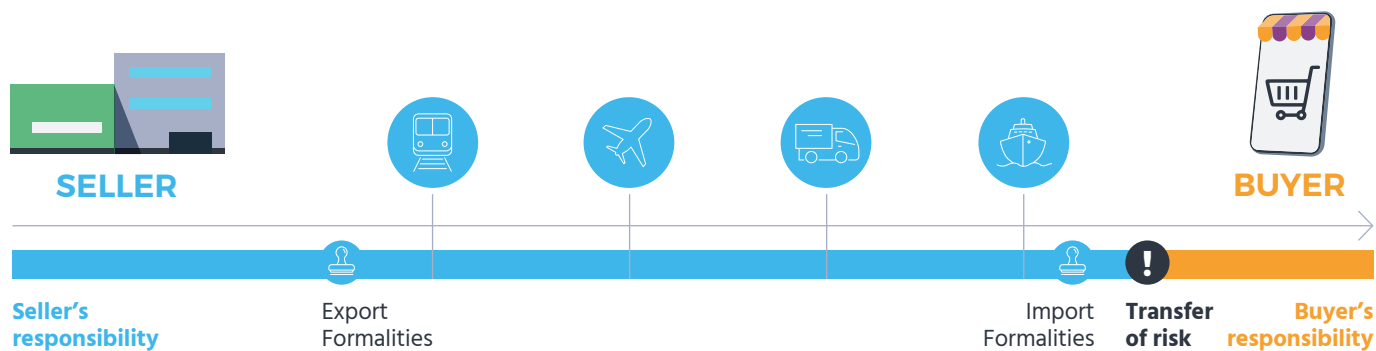 SELLER
BUYER
Seller’s
responsibility
Export
Formalities
Import
Formalities
Transfer
of risk
Buyer’s
responsibility